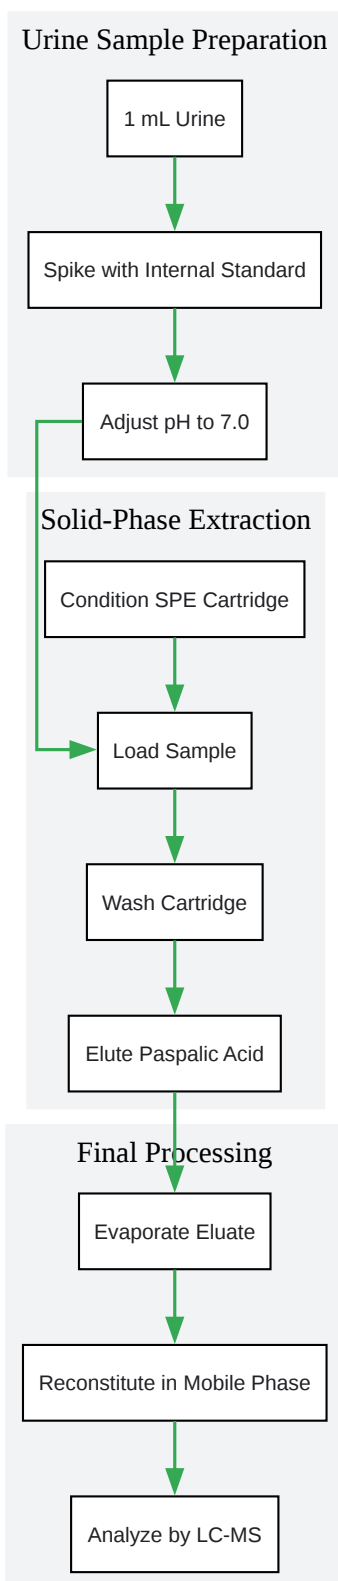 Urine Sample Preparation
1 mL Urine
Spike with Internal Standard
Adjust pH to 7.0
Solid-Phase Extraction
Condition SPE Cartridge
Load Sample
Wash Cartridge
Elute Paspalic Acid
Final Processing
Evaporate Eluate
Reconstitute in Mobile Phase
Analyze by LC-MS